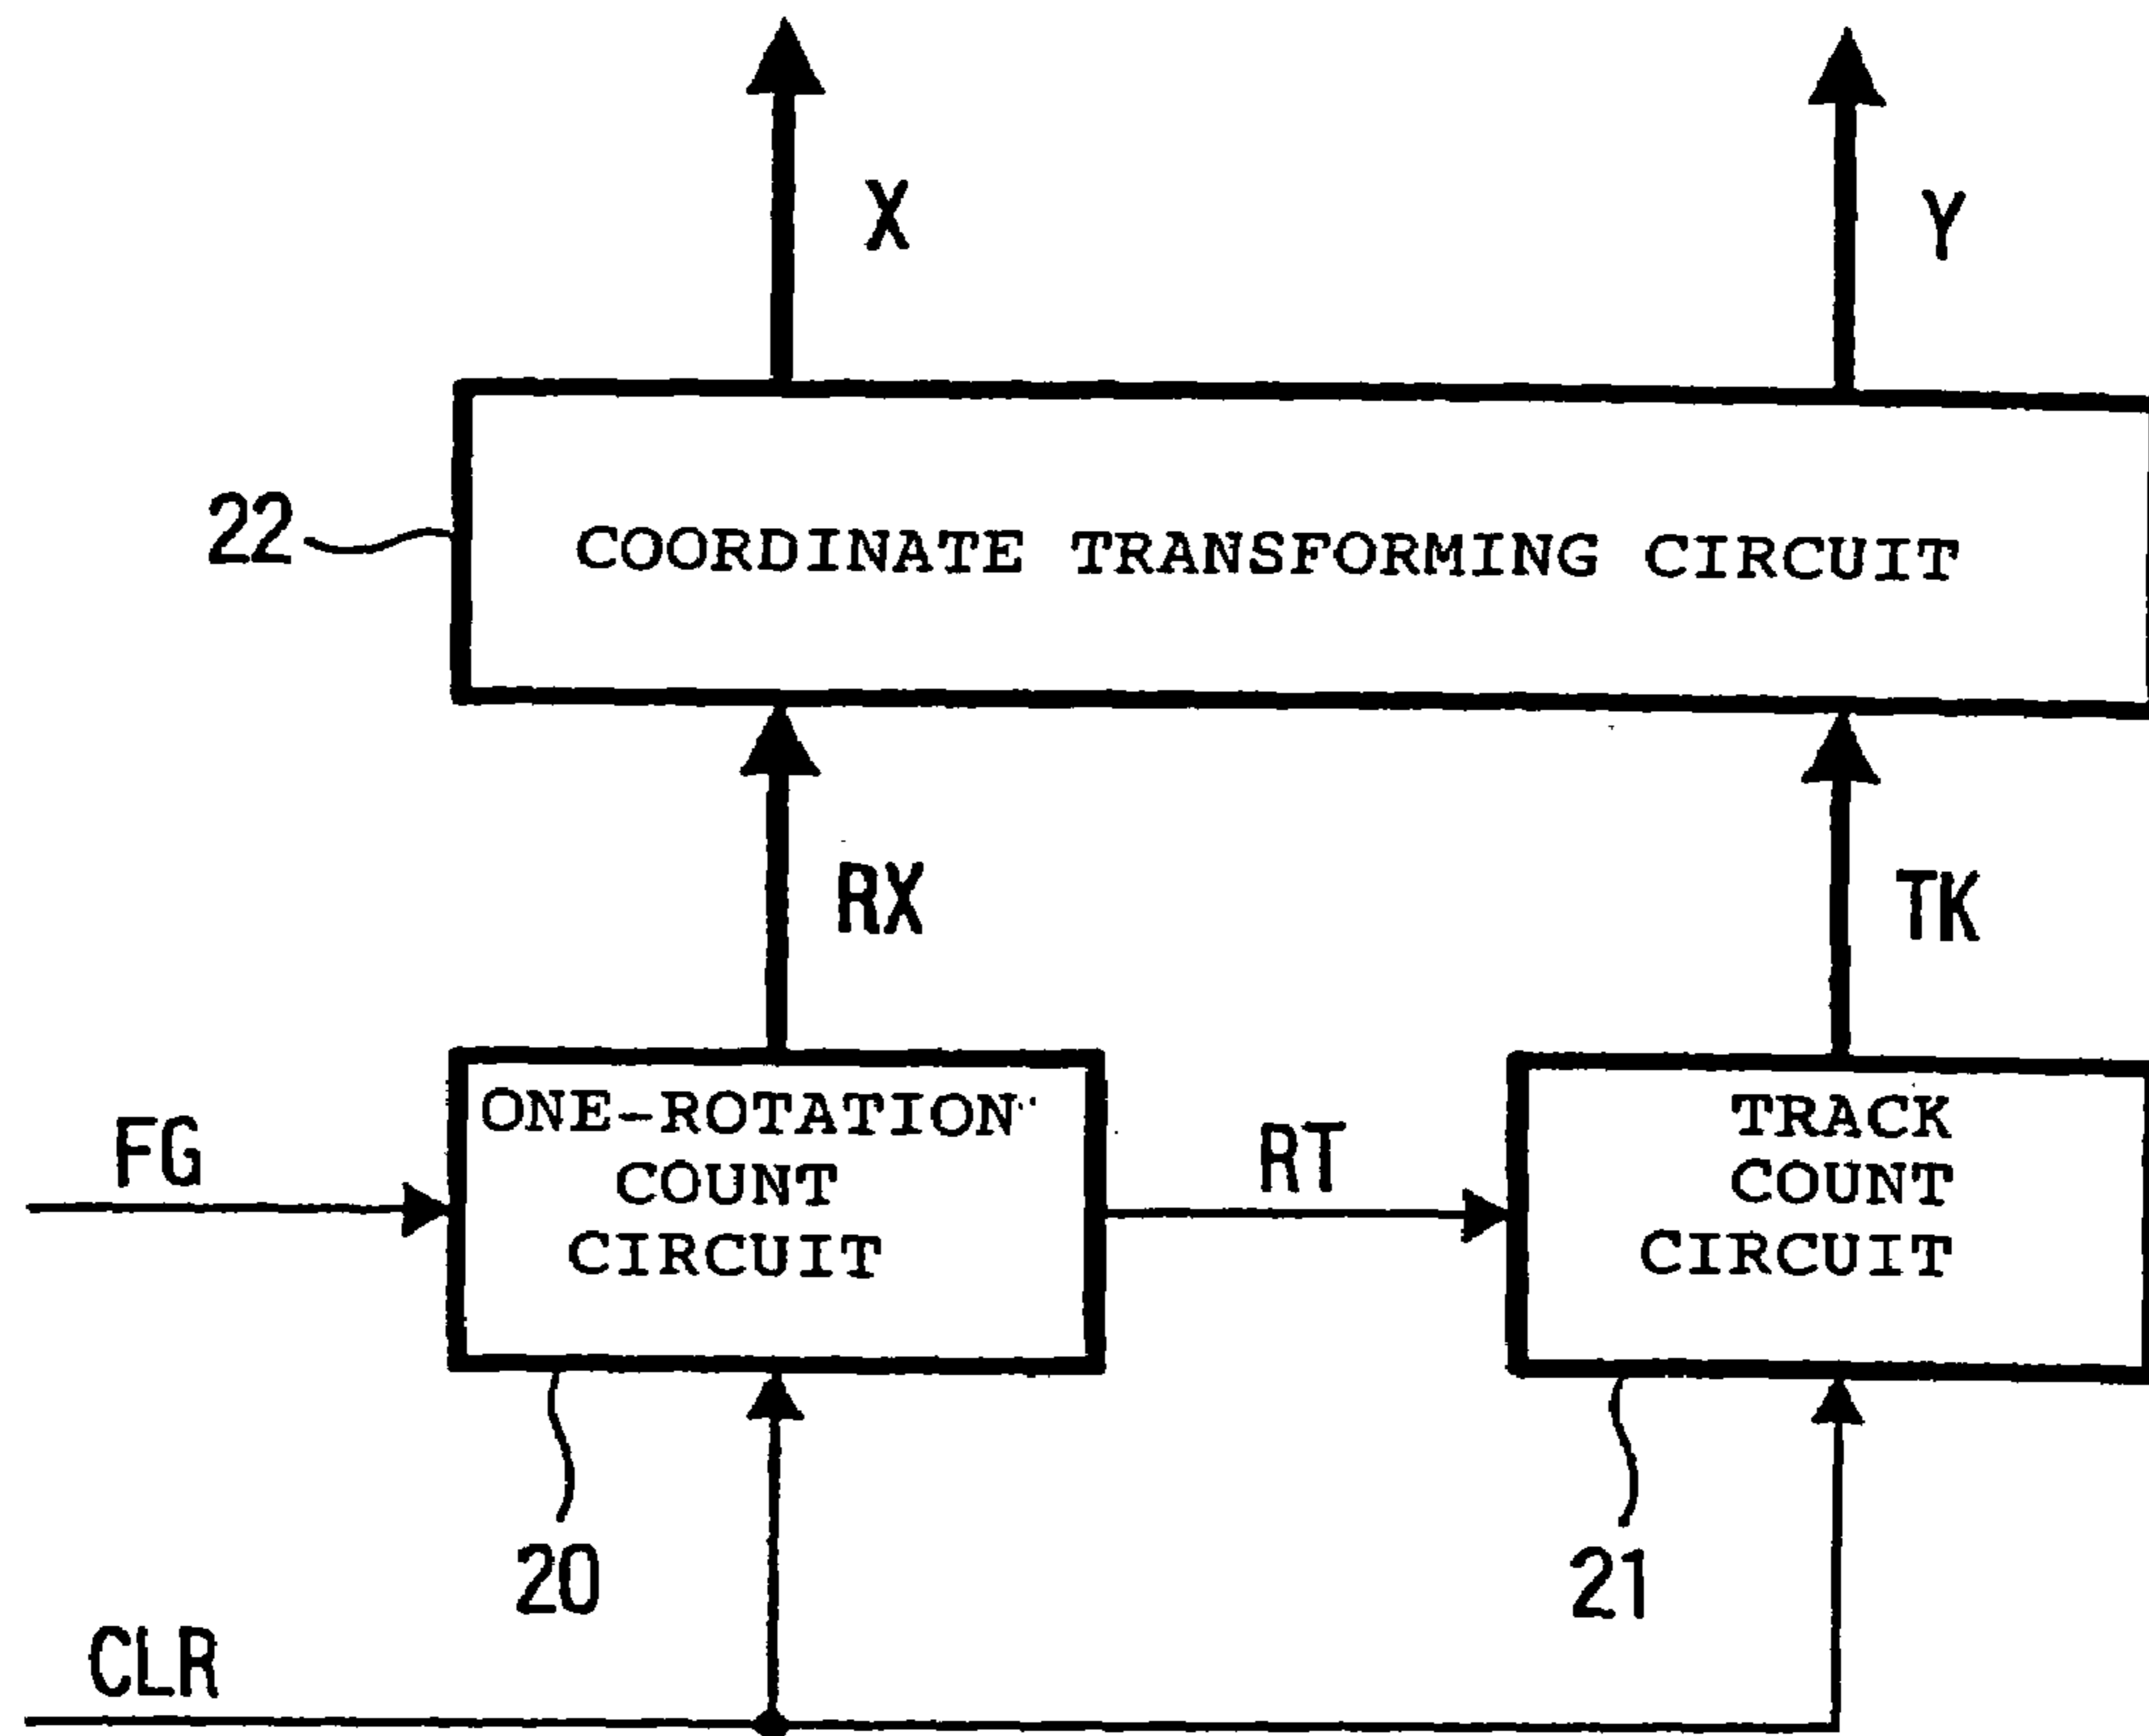 X
Y
22
COORDINATE TRANSFORMING CIRCUIT
RX
TK
FG
ONE-ROTATION
COUNT
CIRCUIT
RT
TRACK
COUNT
CIRCUIT
20
21
CLR